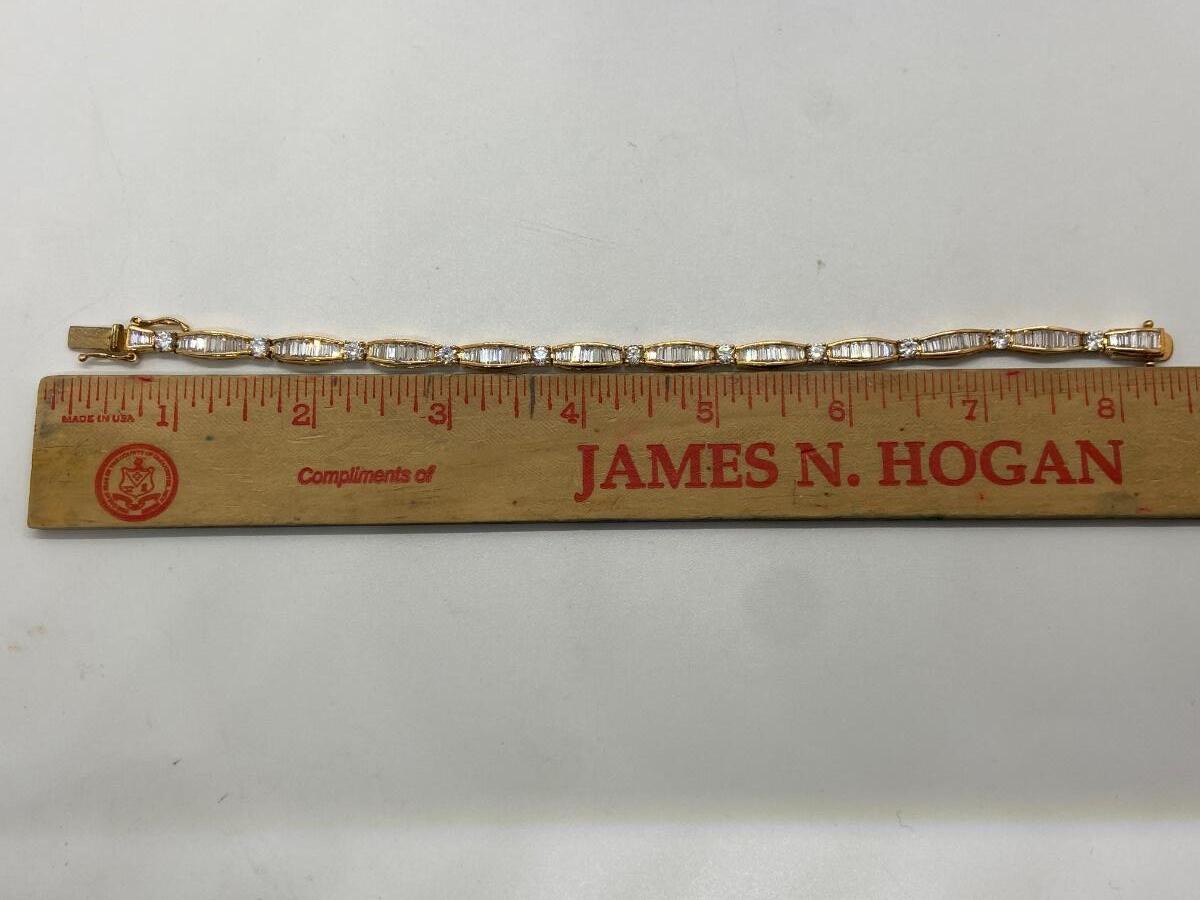 1 2 3 4 5 6 7 8
MADE IN USA
Compliments of
JAMES N. HOGAN